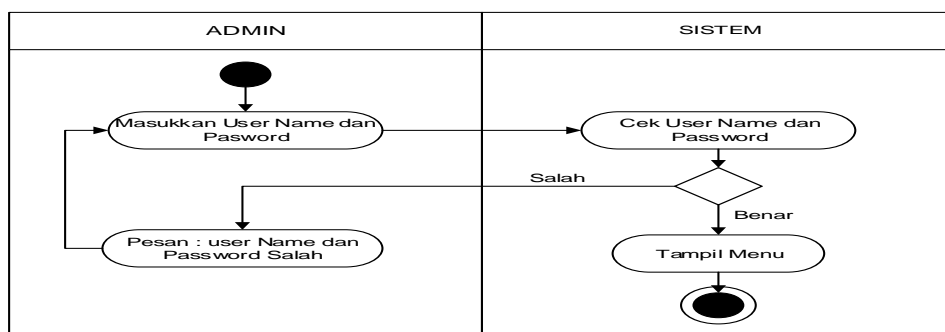 ADMIN
SISTEM
Masukkan User Name dan
Pasword
Cek User Name dan
Password
Salah
Benar
Pesan : user Name dan
Password Salah
Tampil Menu